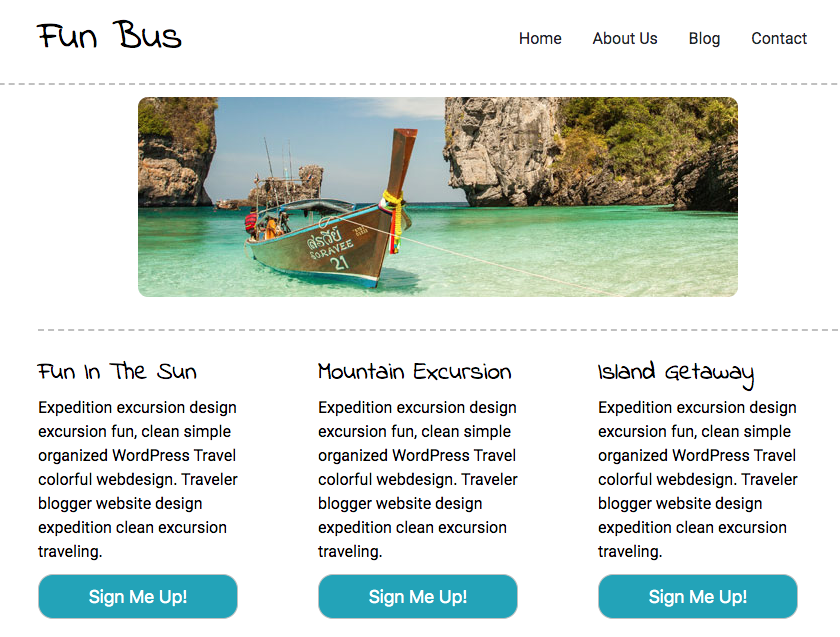 Fun Bus
Home About Us Blog Contact
SORAYEE
21
Fun In The Sun
Expedition excursion design
excursion fun, clean simple
organized WordPress Travel
colorful webdesign. Traveler
blogger website design
expedition clean excursion
traveling.
Sign Me Up!
Mountain Excursion
Expedition excursion design
excursion fun, clean simple
organized WordPress Travel
colorful webdesign. Traveler
blogger website design
expedition clean excursion
traveling.
Sign Me Up!
Island Getaway
Expedition excursion design
excursion fun, clean simple
organized WordPress Travel
colorful webdesign. Traveler
blogger website design
expedition clean excursion
traveling.
Sign Me Up!